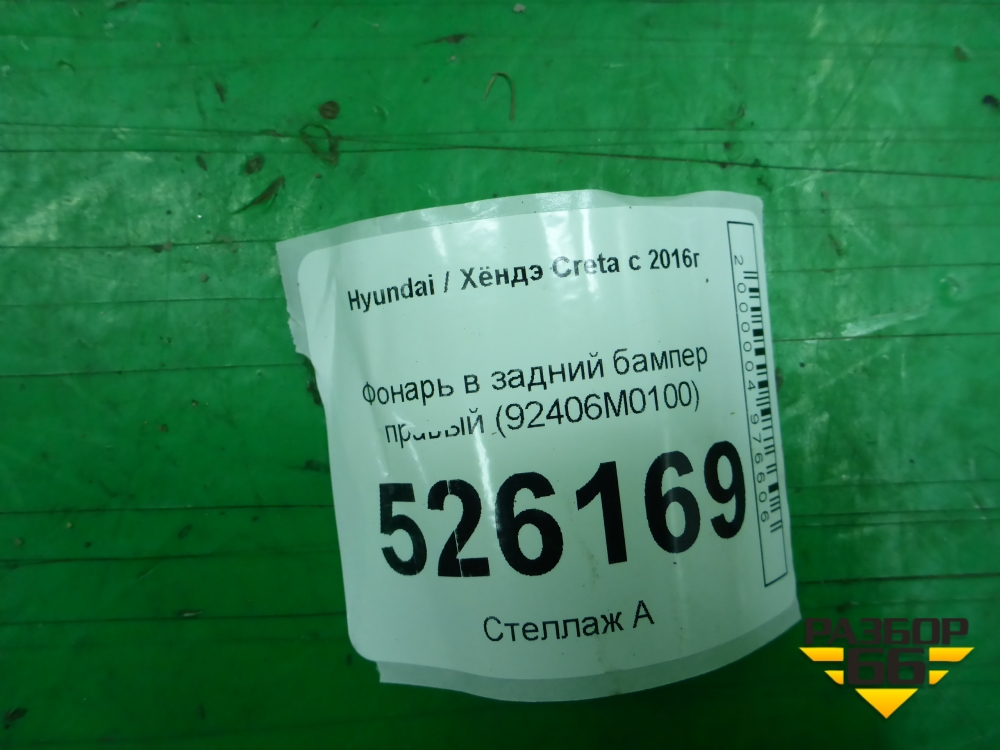 Hyundai / Хёндэ Creta с 2016г
Фонарь в задний бампер
правый (92406M0100)
526169
Стеллаж А
2000004976606
РАЗБОР
66